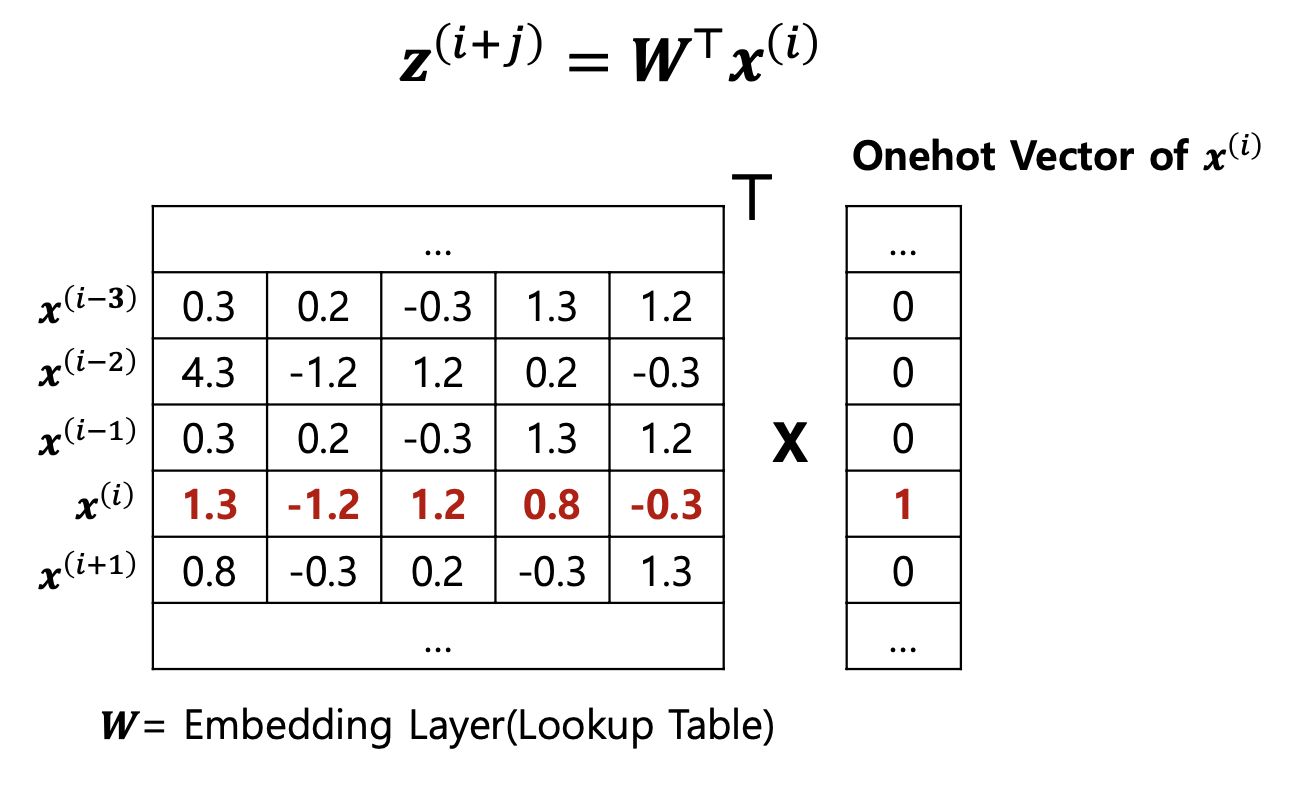 z^(i+j) = W^⊤x^(i)
Onehot Vector of x^(i)
⊤
... ...
x^(i−3) 0.3 0.2 -0.3 1.3 1.2 0
x^(i−2) 4.3 -1.2 1.2 0.2 -0.3 0
x^(i−1) 0.3 0.2 -0.3 1.3 1.2 X 0
x^(i) 1.3 -1.2 1.2 0.8 -0.3 1
x^(i+1) 0.8 -0.3 0.2 -0.3 1.3 0
... ...
W= Embedding Layer(Lookup Table)